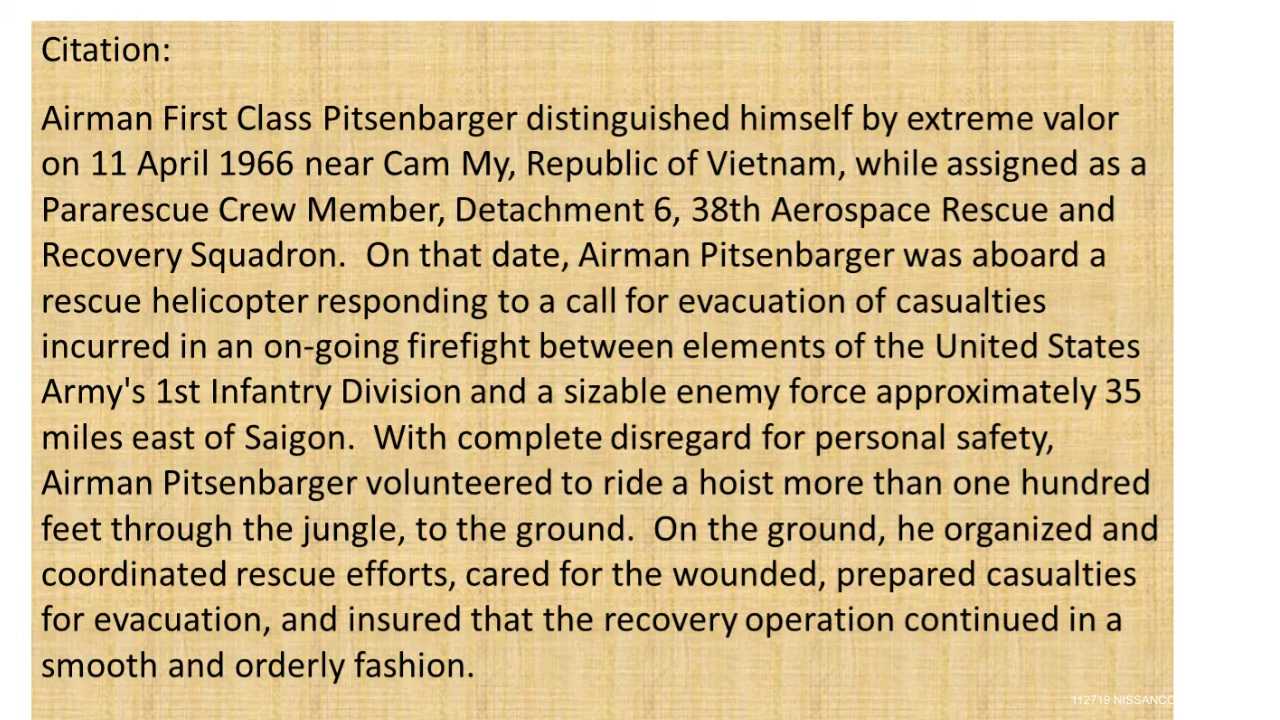 Citation:
Airman First Class Pitsenbarger distinguished himself by extreme valor
on 11 April 1966 near Cam My, Republic of Vietnam, while assigned as a
Pararescue Crew Member, Detachment 6, 38th Aerospace Rescue and
Recovery Squadron.  On that date, Airman Pitsenbarger was aboard a
rescue helicopter responding to a call for evacuation of casualties
incurred in an on-going firefight between elements of the United States
Army's 1st Infantry Division and a sizable enemy force approximately 35
miles east of Saigon.  With complete disregard for personal safety,
Airman Pitsenbarger volunteered to ride a hoist more than one hundred
feet through the jungle, to the ground.  On the ground, he organized and
coordinated rescue efforts, cared for the wounded, prepared casualties
for evacuation, and insured that the recovery operation continued in a
smooth and orderly fashion.
112719 NISSANCO